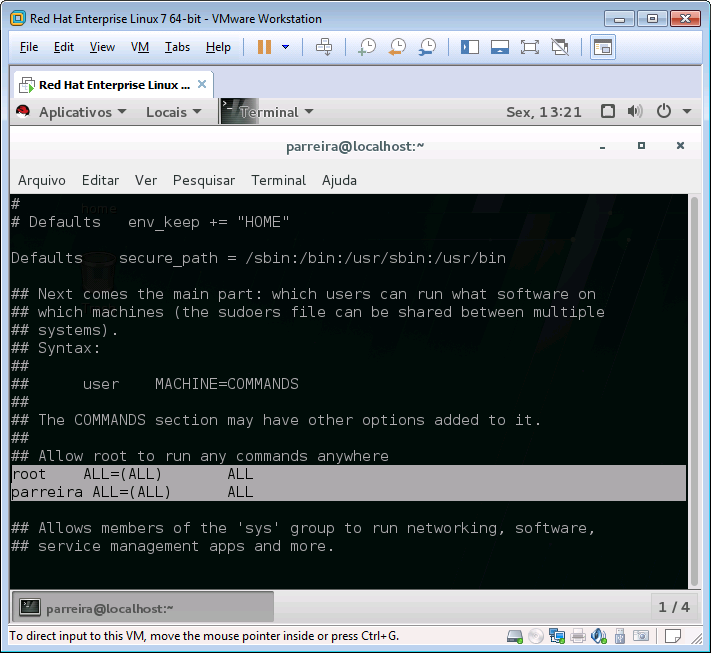 Red Hat Enterprise Linux 7 64-bit - VMware Workstation
File Edit View VM Tabs Help
Red Hat Enterprise Linux ...
Aplicativos Locais Terminal Sex, 13:21
parreira@localhost:~
Arquivo Editar Ver Pesquisar Terminal Ajuda
#
home
# Defaults   env_keep += "HOME"
Defaults    secure_path = /sbin:/bin:/usr/sbin:/usr/bin
## Next comes the main part: which users can run what software on
## which machines (the sudoers file can be shared between multiple
## systems).
## Syntax:
##
##      user    MACHINE=COMMANDS
##
## The COMMANDS section may have other options added to it.
##
## Allow root to run any commands anywhere
root    ALL=(ALL)       ALL
parreira ALL=(ALL)      ALL
## Allows members of the 'sys' group to run networking, software,
## service management apps and more.
parreira@localhost:~ 1 / 4
To direct input to this VM, move the mouse pointer inside or press Ctrl+G.